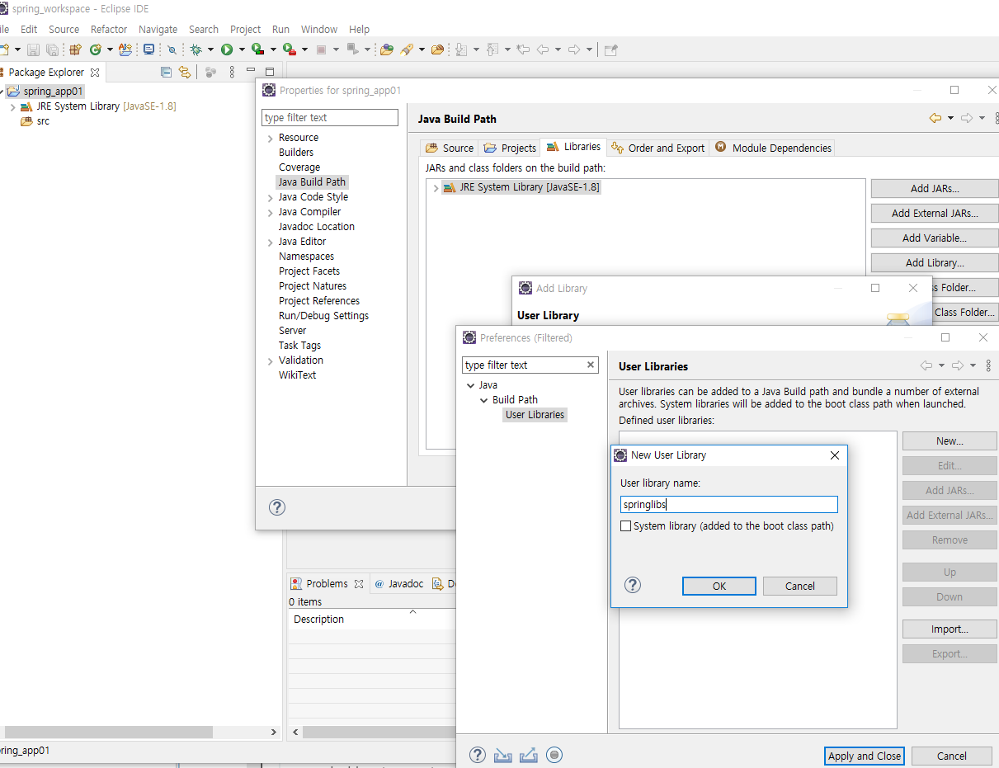 spring_workspace - Eclipse IDE
ile Edit Source Refactor Navigate Search Project Run Window Help
Package Explorer
spring_app01
JRE System Library [JavaSE-1.8]
src
Properties for spring_app01
type filter text
Resource
Builders
Coverage
Java Build Path
Java Code Style
Java Compiler
Javadoc Location
Java Editor
Namespaces
Project Facets
Project Natures
Project References
Run/Debug Settings
Server
Task Tags
Validation
WikiText
Java Build Path
Source Projects Libraries Order and Export Module Dependencies
JARs and class folders on the build path:
JRE System Library [JavaSE-1.8]
Add JARs...
Add External JARs...
Add Variable...
Add Library...
ss Folder...
Class Folder...
Add Library
User Library
Preferences (Filtered)
type filter text
Java
Build Path
User Libraries
User Libraries
User libraries can be added to a Java Build path and bundle a number of external
archives. System libraries will be added to the boot class path when launched.
Defined user libraries:
New...
Edit...
Add JARs...
Add External JARs...
Remove
Up
Down
Import...
Export...
New User Library
User library name:
springlibs
System library (added to the boot class path)
OK Cancel
Problems @ Javadoc D
0 items
Description
Apply and Close Cancel
ring_app01